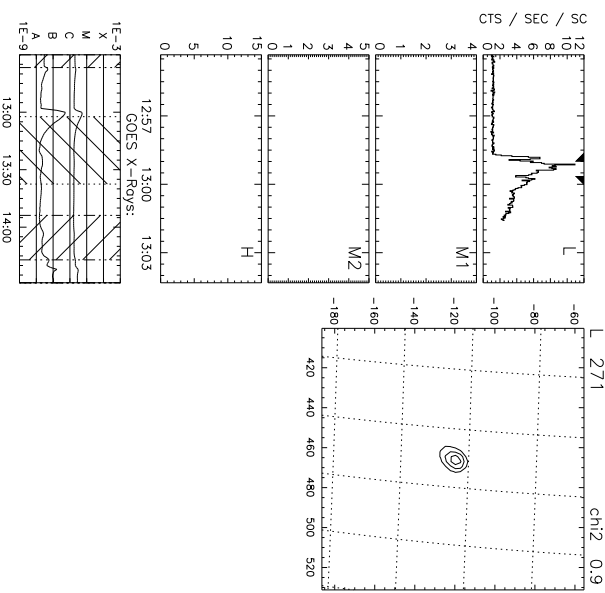 CTS / SEC / SC
0 2 4 6 8 10 12
L
0 1 2 3 4
M1
0 1 2 3 4 5
M2
0 5 10 15
H
12:57 13:00 13:03
GOES X-Rays:
1E-9 A B C M X 1E-3
13:00 13:30 14:00
L 271 chi2 0.9
-180 -160 -140 -120 -100 -80 -60
420 440 460 480 500 520